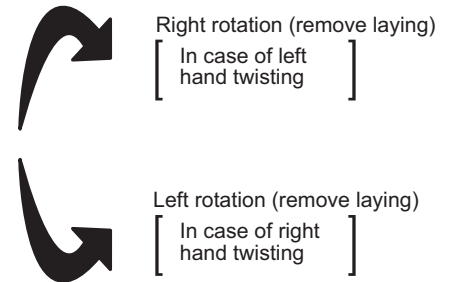 Right rotation (remove laying)
In case of left
hand twisting
Left rotation (remove laying)
In case of right
hand twisting